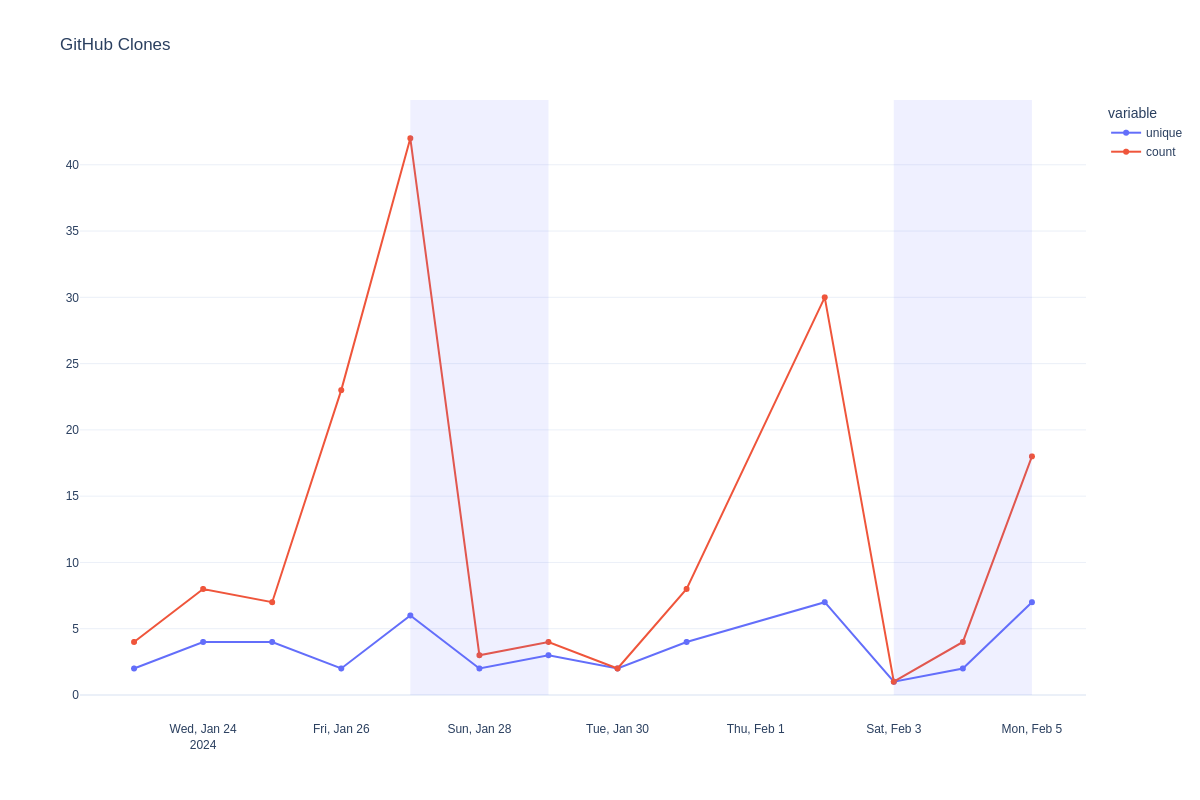 GitHub Clones
variable
unique
count
40
35
30
25
20
15
10
5
0
Wed, Jan 24
2024
Fri, Jan 26
Sun, Jan 28
Tue, Jan 30
Thu, Feb 1
Sat, Feb 3
Mon, Feb 5